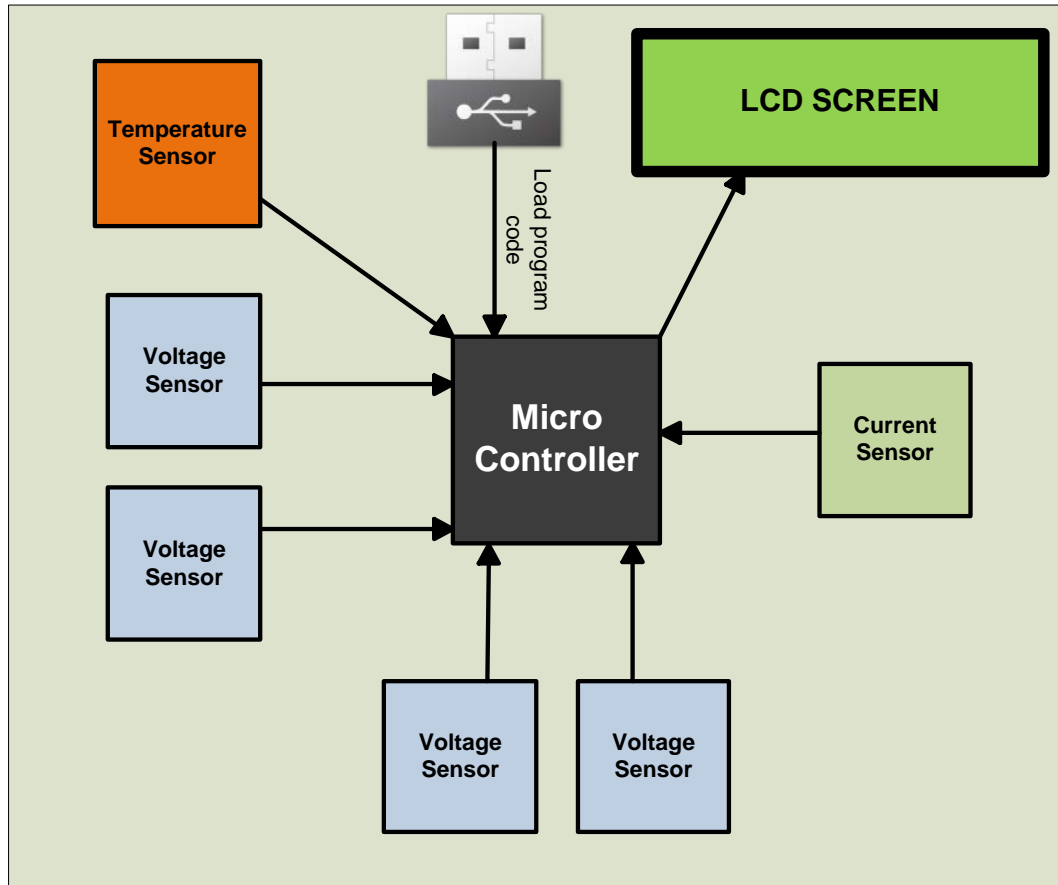 LCD SCREEN
Temperature
Sensor
Load program
code
Voltage
Sensor
Micro
Controller
Current
Sensor
Voltage
Sensor
Voltage
Sensor
Voltage
Sensor